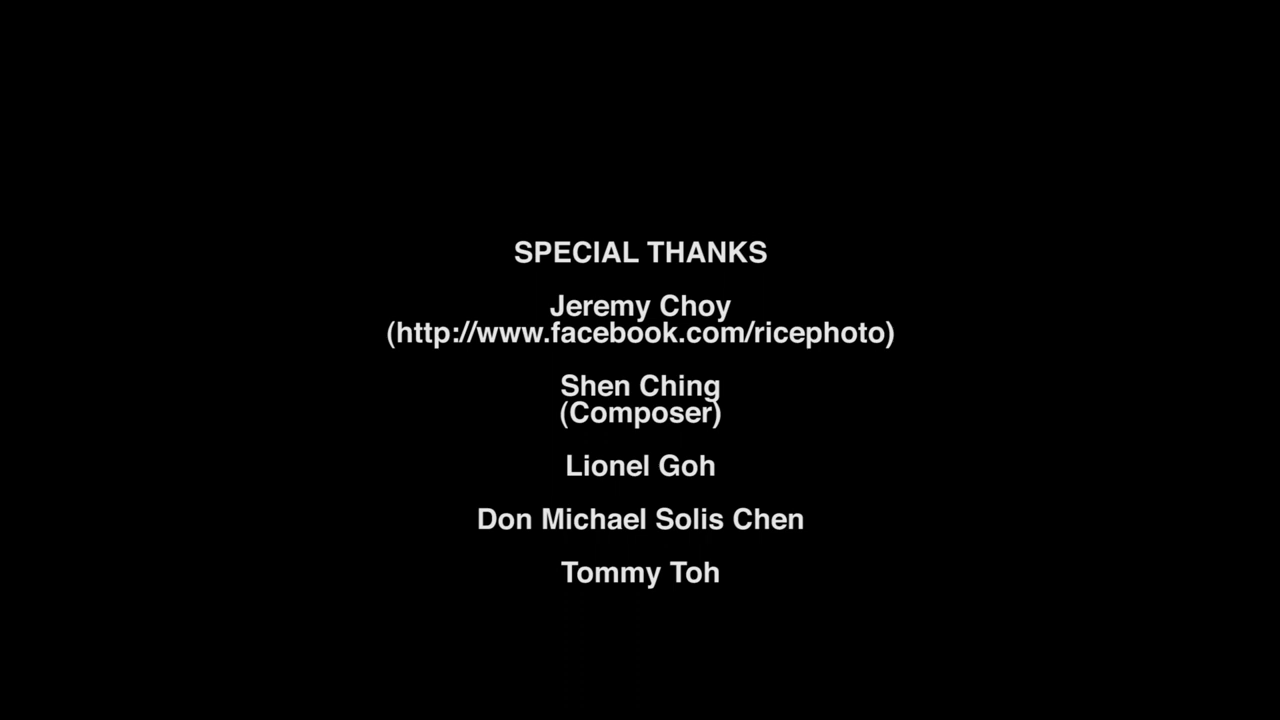 SPECIAL THANKS
Jeremy Choy
(http://www.facebook.com/ricephoto)
Shen Ching
(Composer)
Lionel Goh
Don Michael Solis Chen
Tommy Toh